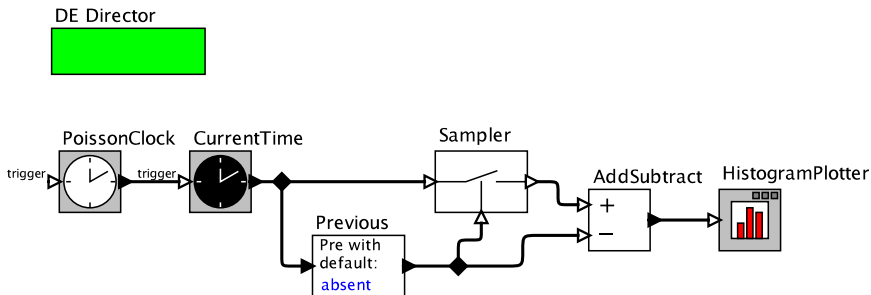 DE Director
PoissonClock
CurrentTime
Sampler
AddSubtract
HistogramPlotter
trigger
trigger
+
−
Previous
Pre with
default:
absent